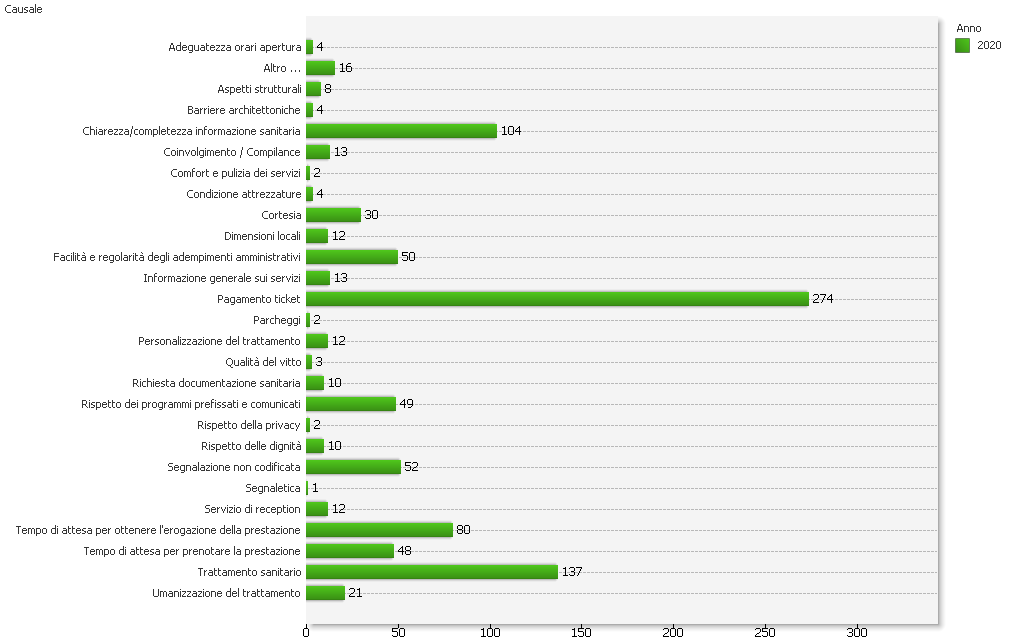 Causale
Anno
2020
Adeguatezza orari apertura 4
Altro ... 16
Aspetti strutturali 8
Barriere architettoniche 4
Chiarezza/completezza informazione sanitaria 104
Coinvolgimento / Compilance 13
Comfort e pulizia dei servizi 2
Condizione attrezzature 4
Cortesia 30
Dimensioni locali 12
Facilità e regolarità degli adempimenti amministrativi 50
Informazione generale sui servizi 13
Pagamento ticket 274
Parcheggi 2
Personalizzazione del trattamento 12
Qualità del vitto 3
Richiesta documentazione sanitaria 10
Rispetto dei programmi prefissati e comunicati 49
Rispetto della privacy 2
Rispetto delle dignità 10
Segnalazione non codificata 52
Segnaletica 1
Servizio di reception 12
Tempo di attesa per ottenere l'erogazione della prestazione 80
Tempo di attesa per prenotare la prestazione 48
Trattamento sanitario 137
Umanizzazione del trattamento 21
0 50 100 150 200 250 300